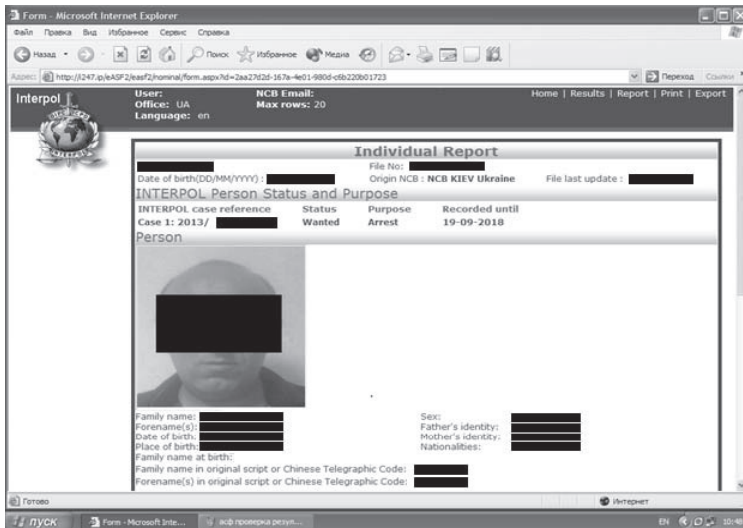 Form - Microsoft Internet Explorer
Файл Правка Вид Избранное Сервис Справка
Назад Поиск Избранное Медиа
Адрес: http://i247.ip/eASF2/easf2/nominal/form.aspx?id=2aa27d2d-167a-4e01-980d-c6b220b01723 Переход Ссылки
Interpol
User: NCB Email: Home | Results | Report | Print | Export
Office: UA Max rows: 20
Language: en
Individual Report
File No:
Date of birth(DD/MM/YYYY) : Origin NCB : NCB KIEV Ukraine File last update :
INTERPOL Person Status and Purpose
INTERPOL case reference Status Purpose Recorded until
Case 1: 2013/ Wanted Arrest 19-09-2018
Person
Family name: Sex:
Forename(s): Father's identity:
Date of birth: Mother's identity:
Place of birth: Nationalities:
Family name at birth:
Family name in original script or Chinese Telegraphic Code:
Forename(s) in original script or Chinese Telegraphic Code:
Готово Интернет
пуск Form - Microsoft Inte... асф проверка резул... EN 10:48